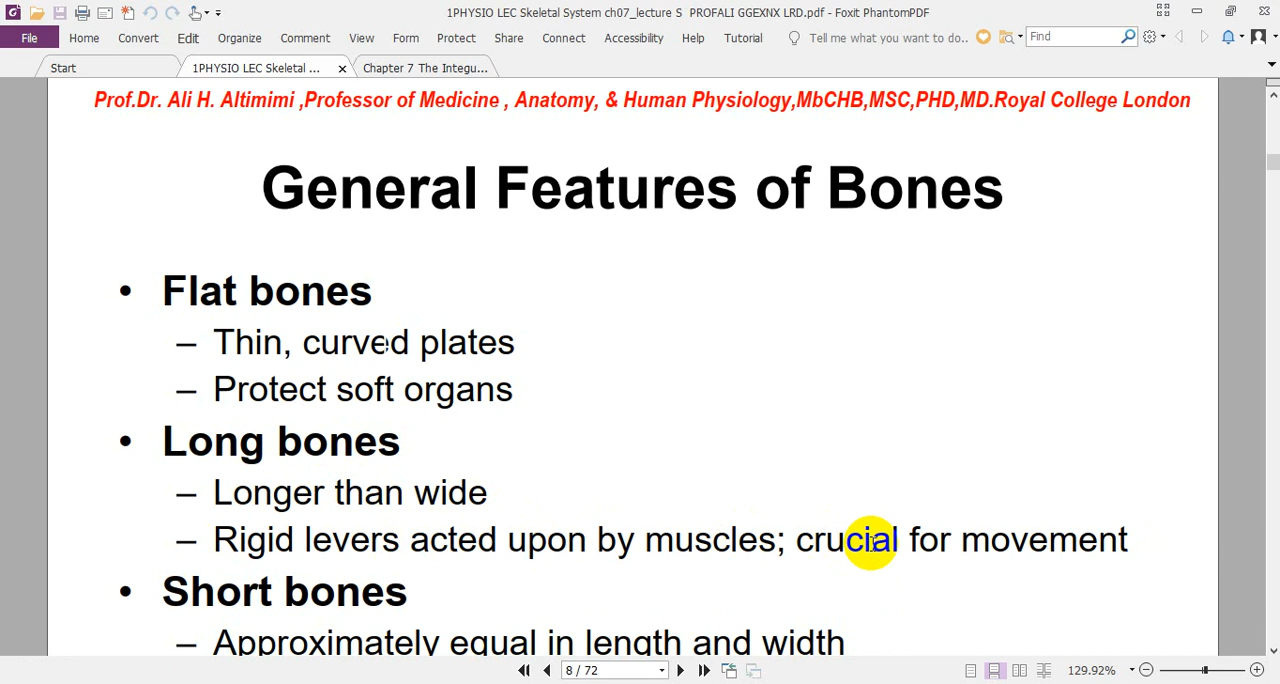 1PHYSIO LEC Skeletal System ch07_lecture S PROFALI GGEXNX LRD.pdf - Foxit PhantomPDF
File Home Convert Edit Organize Comment View Form Protect Share Connect Accessibility Help Tutorial Tell me what you want to do.. Find
Start 1PHYSIO LEC Skeletal ... Chapter 7 The Integu...
Prof.Dr. Ali H. Altimimi ,Professor of Medicine , Anatomy, & Human Physiology,MbCHB,MSC,PHD,MD.Royal College London
General Features of Bones
• Flat bones
– Thin, curved plates
– Protect soft organs
• Long bones
– Longer than wide
– Rigid levers acted upon by muscles; crucial for movement
• Short bones
– Approximately equal in length and width
8 / 72 129.92%